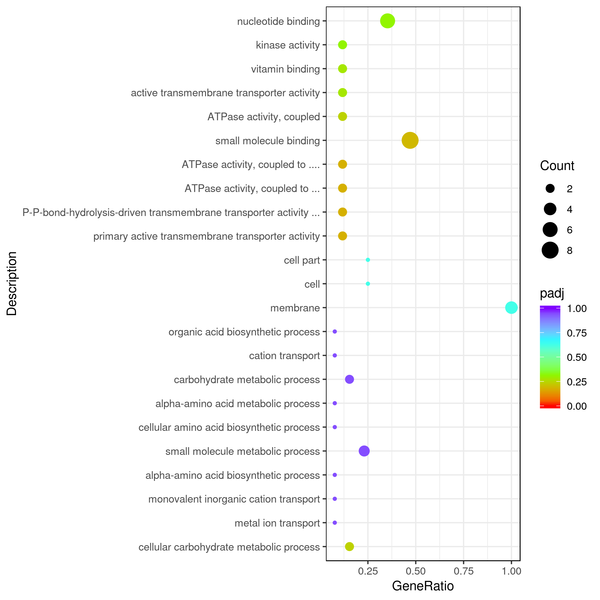 nucleotide binding
kinase activity
vitamin binding
active transmembrane transporter activity
ATPase activity, coupled
small molecule binding
ATPase activity, coupled to ....
ATPase activity, coupled to ...
P-P-bond-hydrolysis-driven transmembrane transporter activity ...
primary active transmembrane transporter activity
cell part
cell
membrane
organic acid biosynthetic process
cation transport
carbohydrate metabolic process
alpha-amino acid metabolic process
cellular amino acid biosynthetic process
small molecule metabolic process
alpha-amino acid biosynthetic process
monovalent inorganic cation transport
metal ion transport
cellular carbohydrate metabolic process
Description
0.25 0.50 0.75 1.00
GeneRatio
Count
2
4
6
8
padj
1.00
0.75
0.50
0.25
0.00